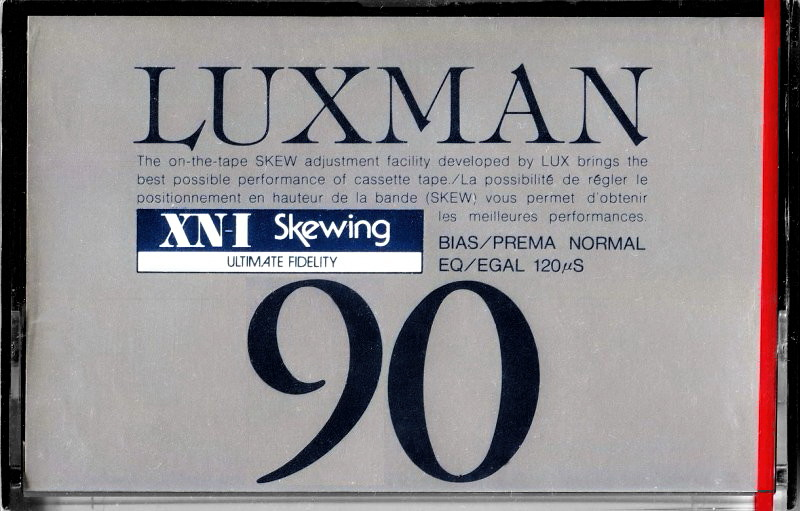 LUXMAN
The on-the-tape SKEW adjustment facility developed by LUX brings the
best possible performance of cassette tape./La possibilité de régler le
positionnement en hauteur de la bande (SKEW) vous permet d'obtenir
les meilleures performances.
XN-I Skewing
ULTIMATE FIDELITY
BIAS/PREMA NORMAL
EQ/EGAL 120µS
90